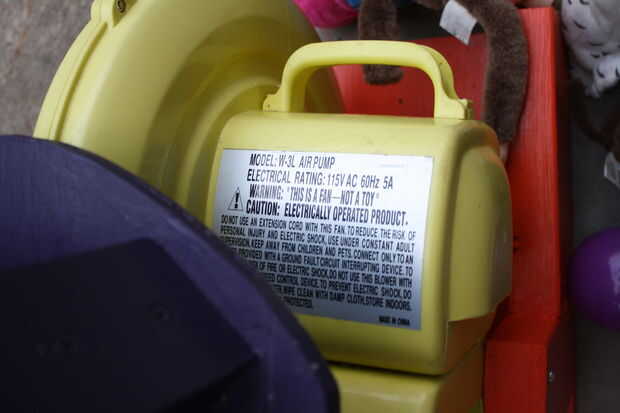 MODEL: W-3L AIR PUMP
ELECTRICAL RATING: 115V AC 60Hz 5A
WARNING: "THIS IS A FAN—NOT A TOY"
CAUTION: ELECTRICALLY OPERATED PRODUCT.
DO NOT USE AN EXTENSION CORD WITH THIS FAN. TO REDUCE THE RISK OF
PERSONAL INJURY AND ELECTRIC SHOCK, USE UNDER CONSTANT ADULT
KEEP AWAY FROM CHILDREN AND PETS. CONNECT ONLY TO AN
PROVIDED WITH A GROUND FAULT CIRCUIT INTERRUPTING DEVICE. TO
OF FIRE OR ELECTRIC SHOCK, DO NOT USE THIS BLOWER WITH
CONTROL DEVICE. TO PREVENT ELECTRIC SHOCK, DO
WIPE CLEAN WITH DAMP CLOTH, STORE INDOORS.
MADE IN CHINA